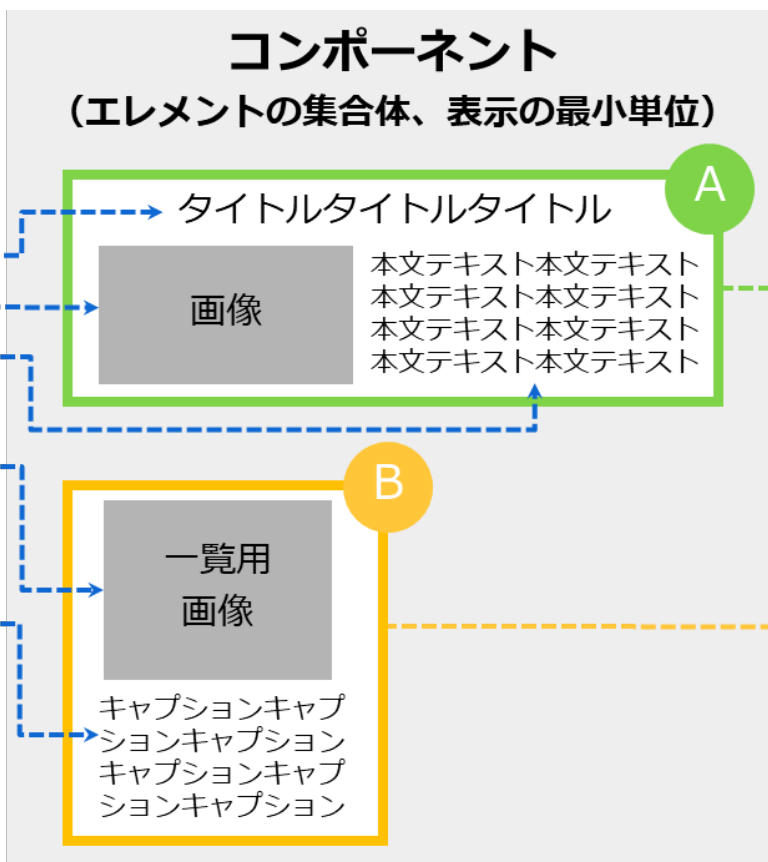 コンポーネント
（エレメントの集合体、表示の最小単位）
A
タイトルタイトルタイトル
画像
本文テキスト本文テキスト
本文テキスト本文テキスト
本文テキスト本文テキスト
本文テキスト本文テキスト
B
一覧用
画像
キャプションキャプ
ションキャプション
キャプションキャプ
ションキャプション